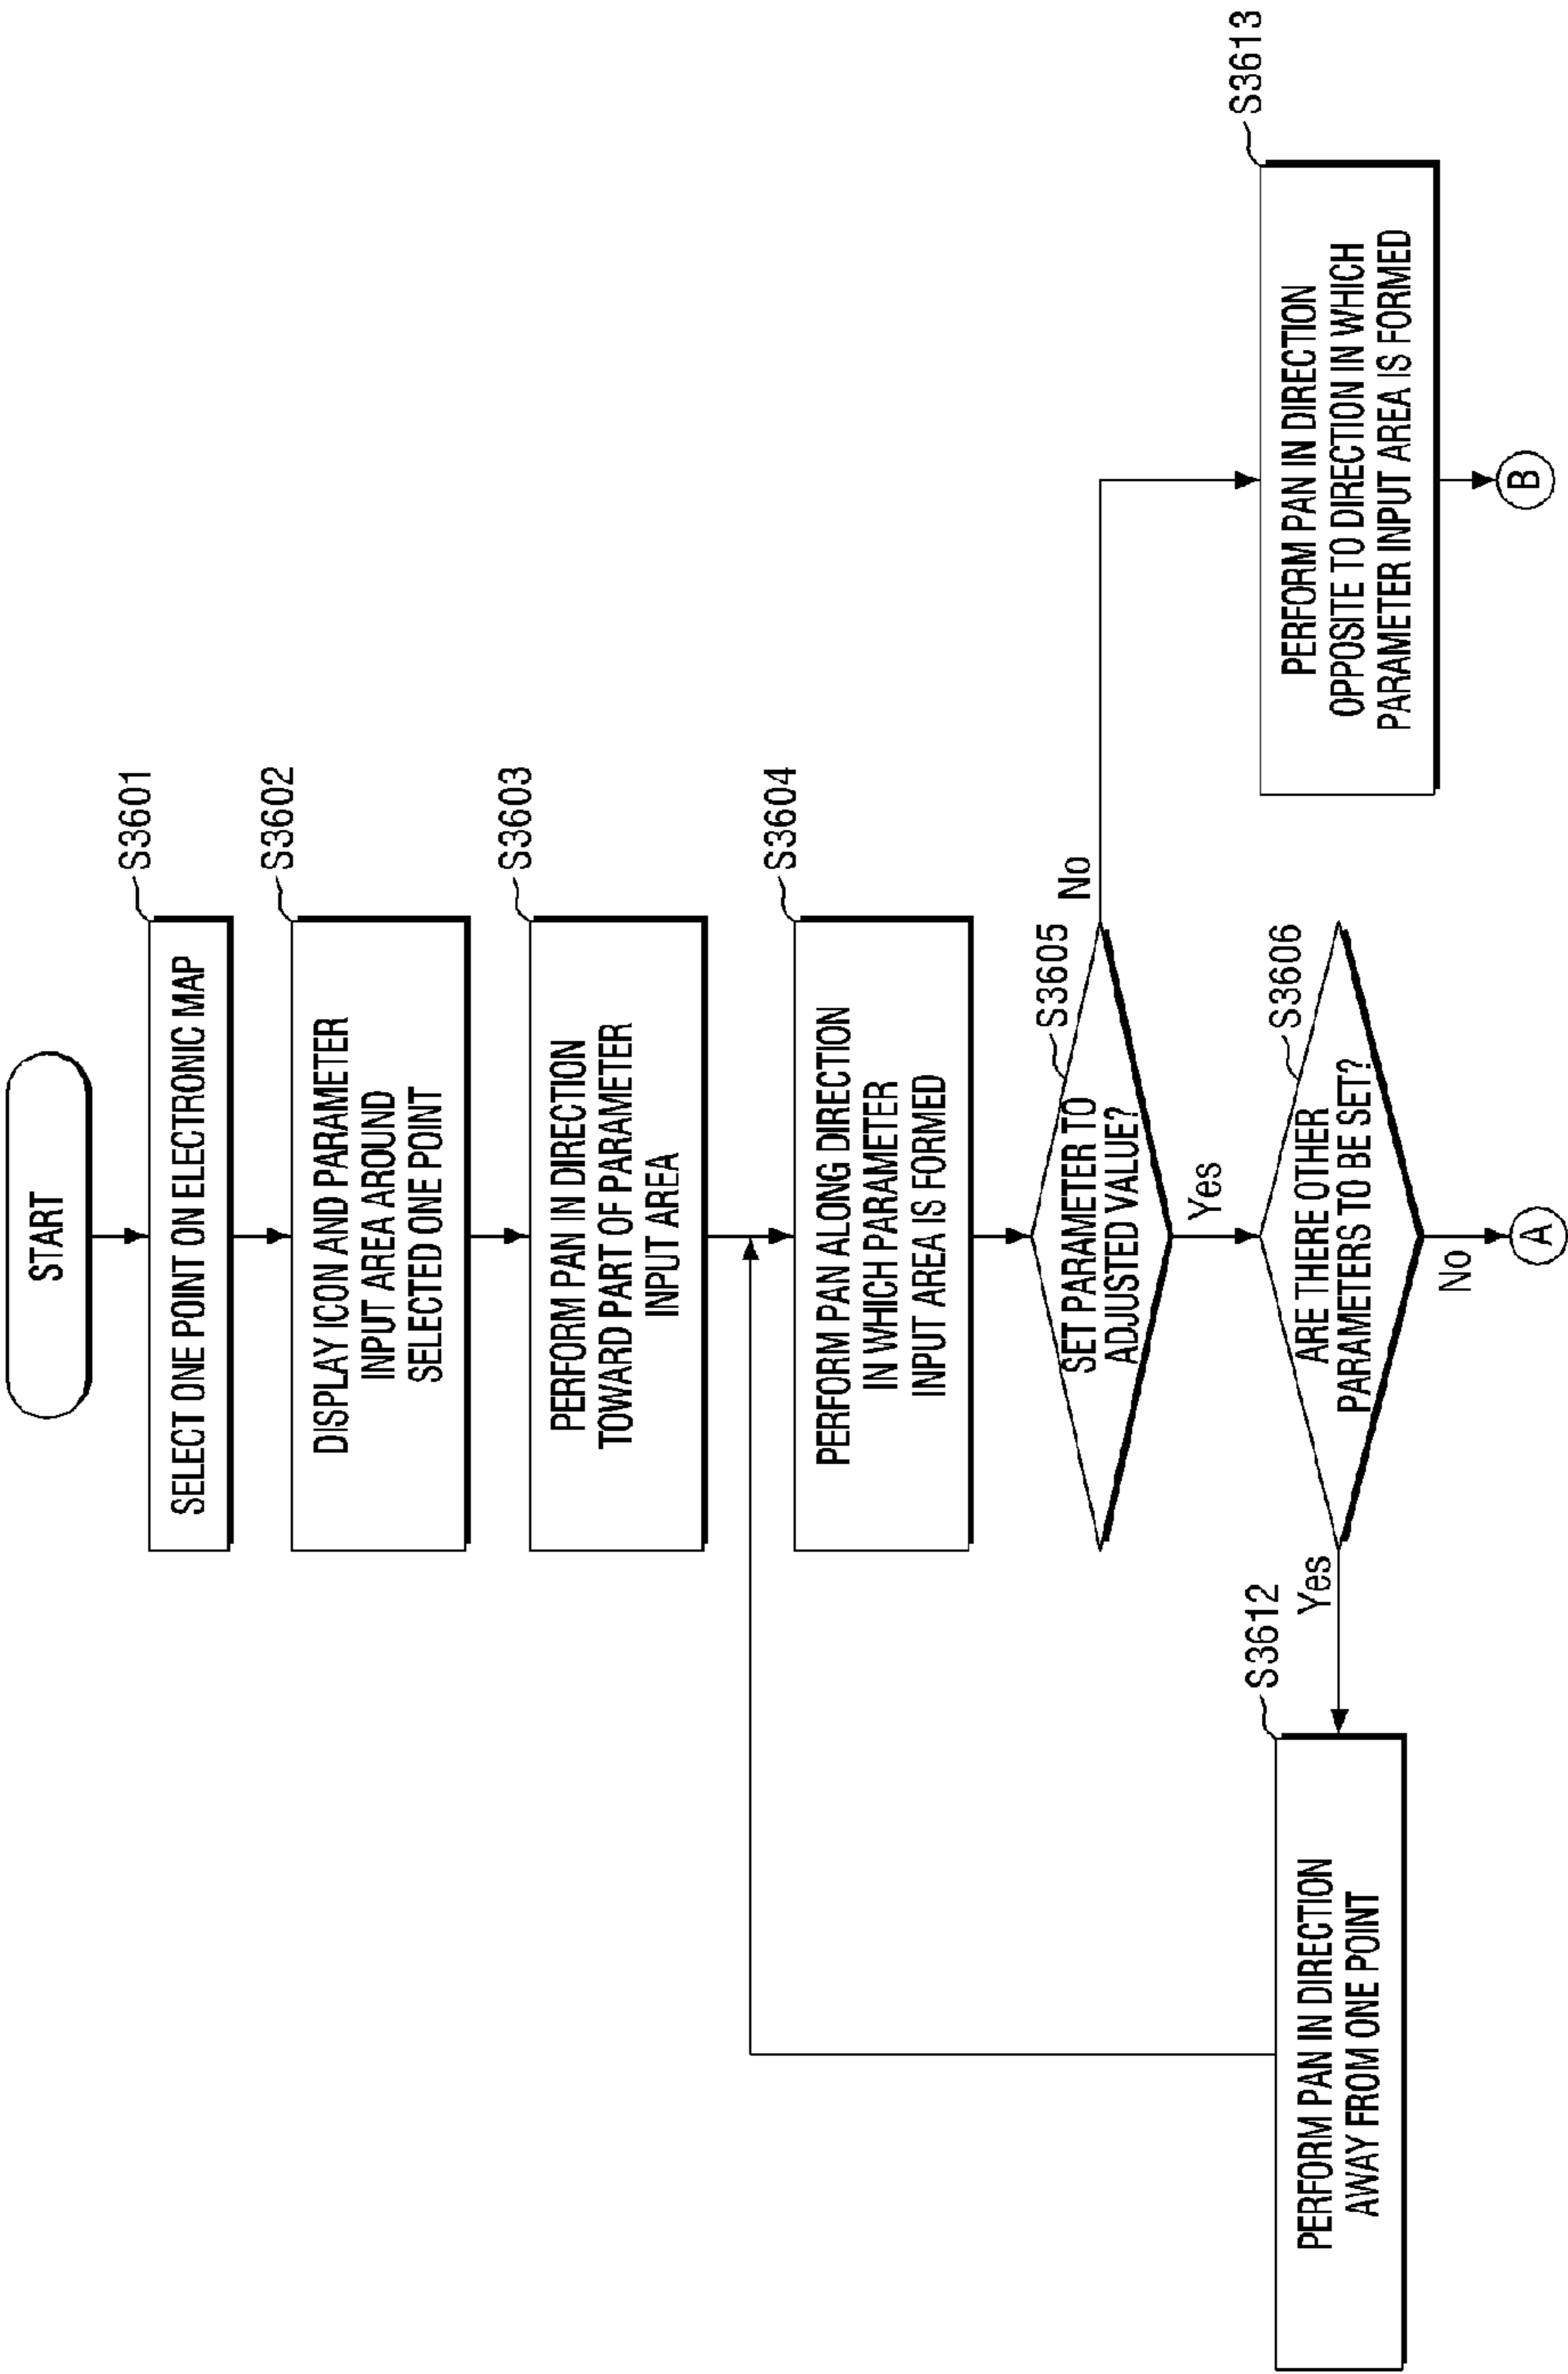 START
S3601
SELECT ONE POINT ON ELECTRONIC MAP
S3602
DISPLAY ICON AND PARAMETER
INPUT AREA AROUND
SELECTED ONE POINT
S3603
PERFORM PAN IN DIRECTION
TOWARD PART OF PARAMETER
INPUT AREA
S3604
PERFORM PAN ALONG DIRECTION
IN WHICH PARAMETER
INPUT AREA IS FORMED
S3605
SET PARAMETER TO
ADJUSTED VALUE?
No
Yes
S3606
ARE THERE OTHER
PARAMETERS TO BE SET?
Yes
No
S3612
PERFORM PAN IN DIRECTION
AWAY FROM ONE POINT
S3613
PERFORM PAN IN DIRECTION
OPPOSITE TO DIRECTION IN WHICH
PARAMETER INPUT AREA IS FORMED
A
B